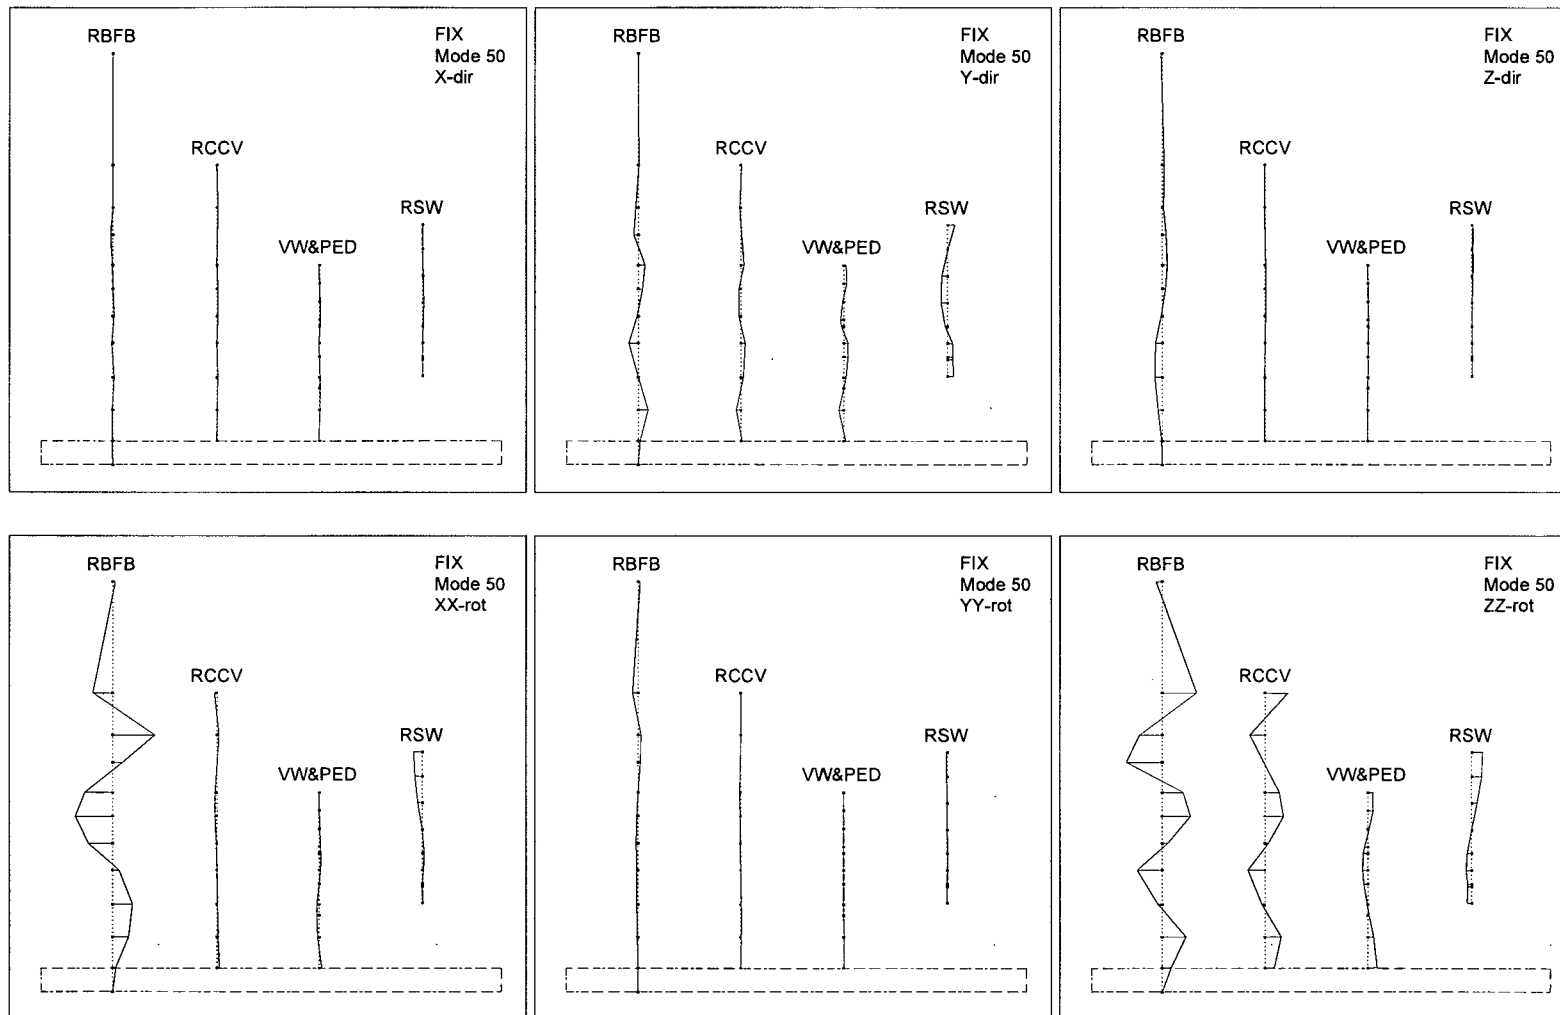 RBFB
FIX
Mode 50
X-dir
RCCV
RSW
VW&PED
RBFB
FIX
Mode 50
Y-dir
RCCV
RSW
VW&PED
RBFB
FIX
Mode 50
Z-dir
RCCV
RSW
VW&PED
RBFB
FIX
Mode 50
XX-rot
RCCV
RSW
VW&PED
RBFB
FIX
Mode 50
YY-rot
RCCV
RSW
VW&PED
RBFB
FIX
Mode 50
ZZ-rot
RCCV
RSW
VW&PED